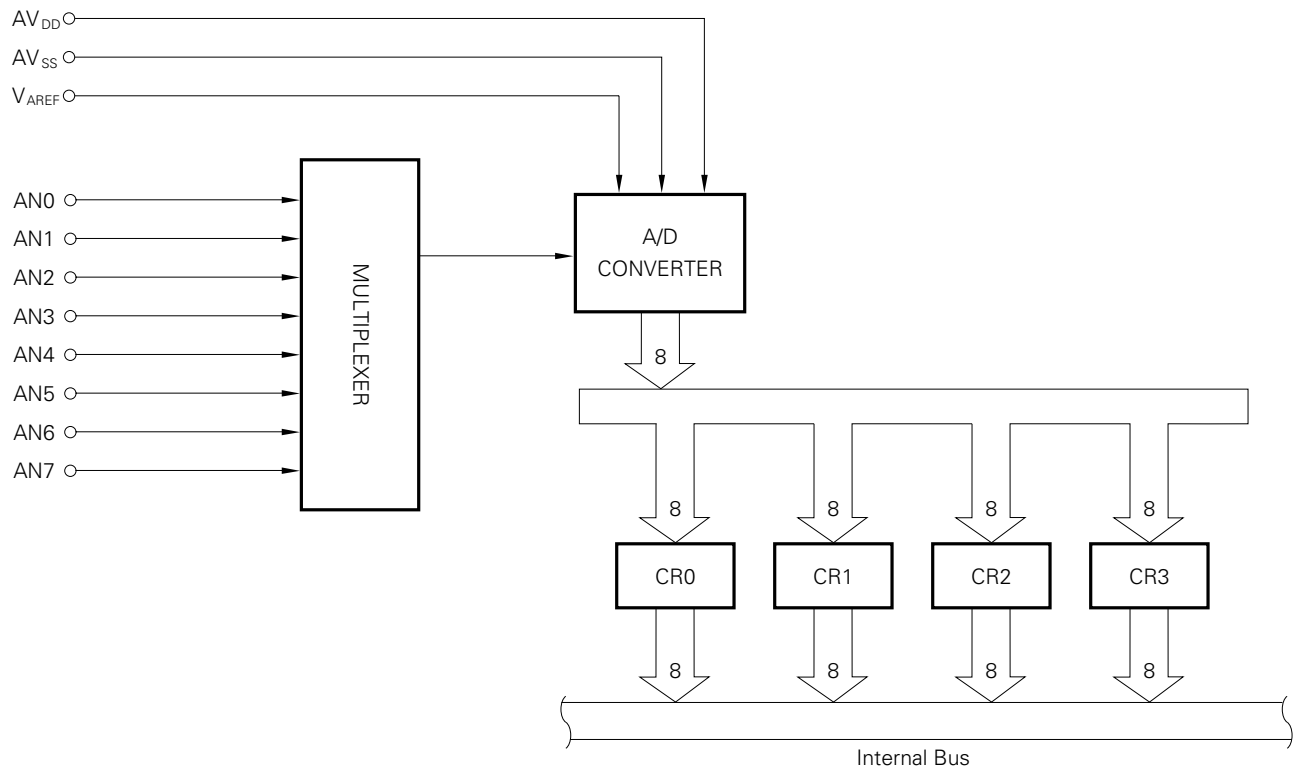 AVDD
AVSS
VAREF
AN0
AN1
AN2
AN3
AN4
AN5
AN6
AN7
MULTIPLEXER
A/D
CONVERTER
8
8 8 8 8
CR0 CR1 CR2 CR3
8 8 8 8
Internal Bus